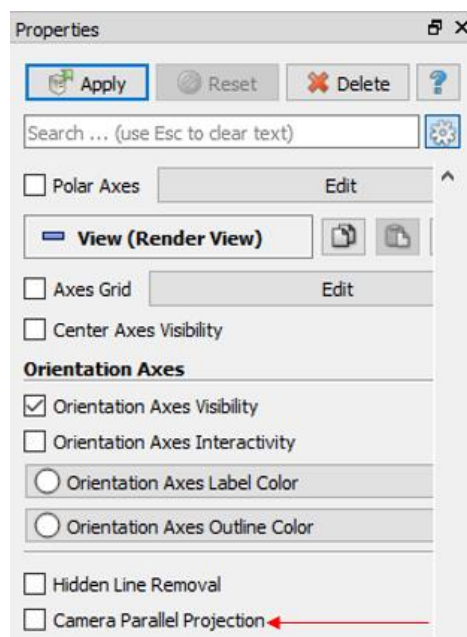 Properties
Apply Reset Delete ?
Search ... (use Esc to clear text)
Polar Axes Edit
View (Render View)
Axes Grid Edit
Center Axes Visibility
Orientation Axes
Orientation Axes Visibility
Orientation Axes Interactivity
Orientation Axes Label Color
Orientation Axes Outline Color
Hidden Line Removal
Camera Parallel Projection